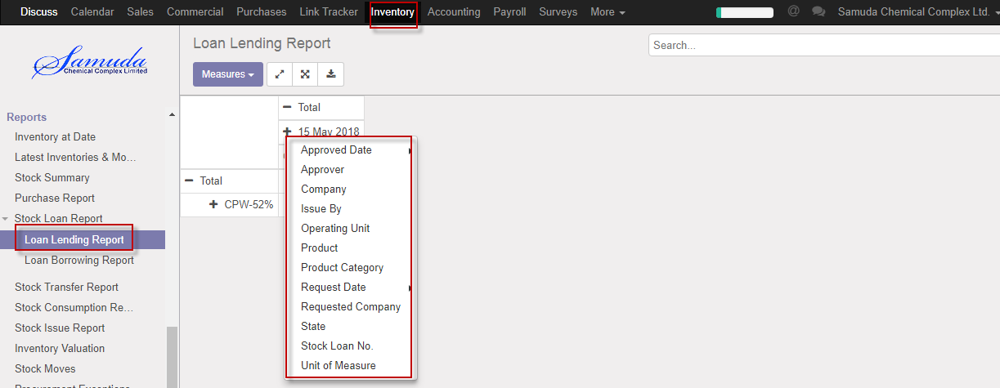 Discuss Calendar Sales Commercial Purchases Link Tracker Inventory Accounting Payroll Surveys More @ Samuda Chemical Complex Ltd.
Samuda
Chemical Complex Limited
Loan Lending Report
Search...
Measures
Reports
Inventory at Date
Latest Inventories & Mo...
Stock Summary
Purchase Report
Stock Loan Report
Loan Lending Report
Loan Borrowing Report
Stock Transfer Report
Stock Consumption Re...
Stock Issue Report
Inventory Valuation
Stock Moves
Procurement Exceptions
Total
15 May 2018
Total
CPW-52%
Approved Date
Approver
Company
Issue By
Operating Unit
Product
Product Category
Request Date
Requested Company
State
Stock Loan No.
Unit of Measure